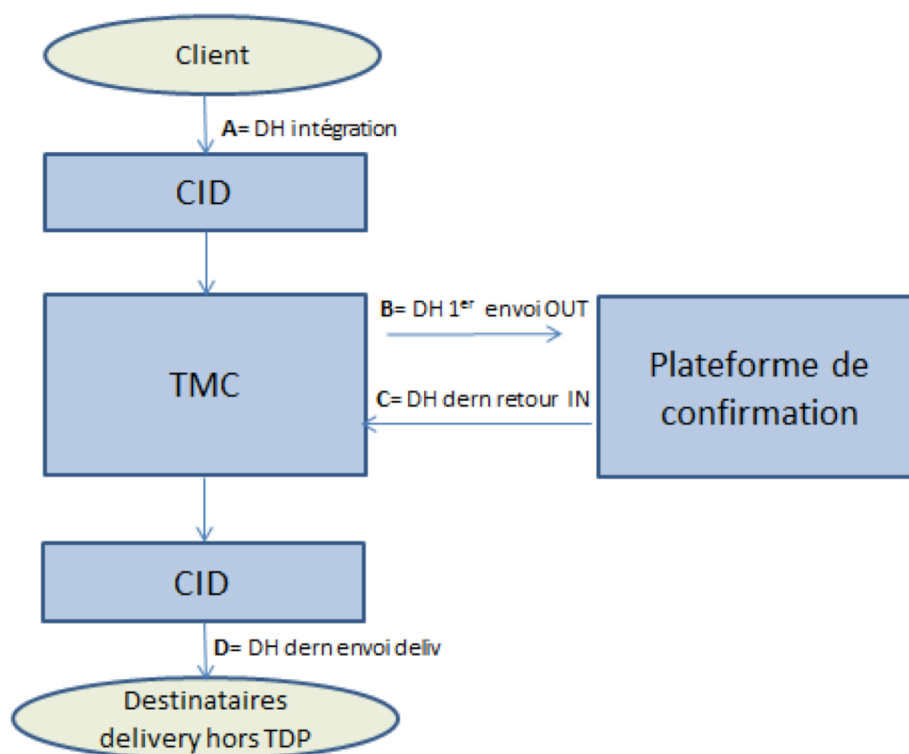 Client
A= DH intégration
CID
B= DH 1er envoi OUT
TMC
C= DH dern retour IN
Plateforme de
confirmation
CID
D= DH dern envoi deliv
Destinataires
delivery hors TDP